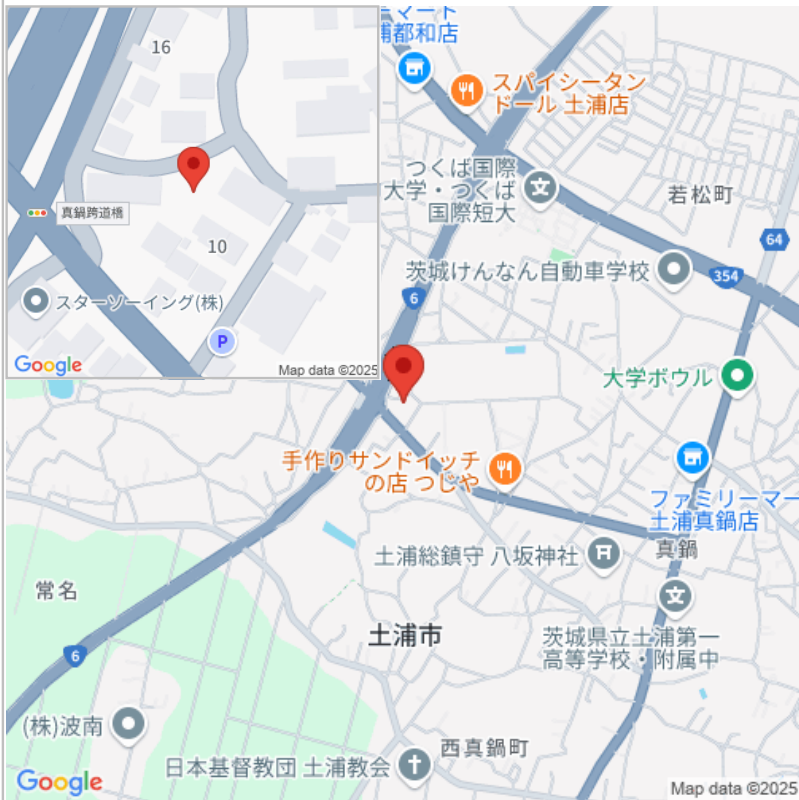 16
真鍋跨道橋
10
スターソーイング(株)
P
Google
Map data ©2025
マート
浦都和店
スパイシータン
ドール 土浦店
つくば国際
大学・つくば
国際短大
若松町
64
茨城けんなん自動車学校
354
6
大学ボウル
手作りサンドイッチ
の店 つじや
ファミリーマー
土浦真鍋店
真鍋
土浦総鎮守 八坂神社
文
文
常名
土浦市
茨城県立土浦第一
高等学校・附属中
6
(株)波南
西真鍋町
日本基督教団 土浦教会
Google
Map data ©2025